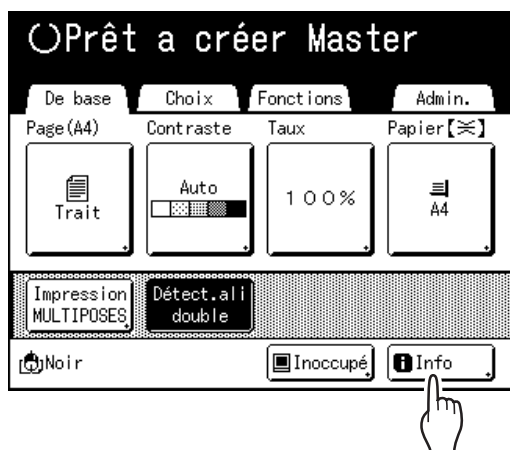 Prêt a créer Master
De base Choix Fonctions Admin.
Page(A4) Contraste Taux Papier【】
Trait
Auto
100%
A4
Impression
MULTIPOSES
Détect.ali
double
Noir
Inoccupé
Info